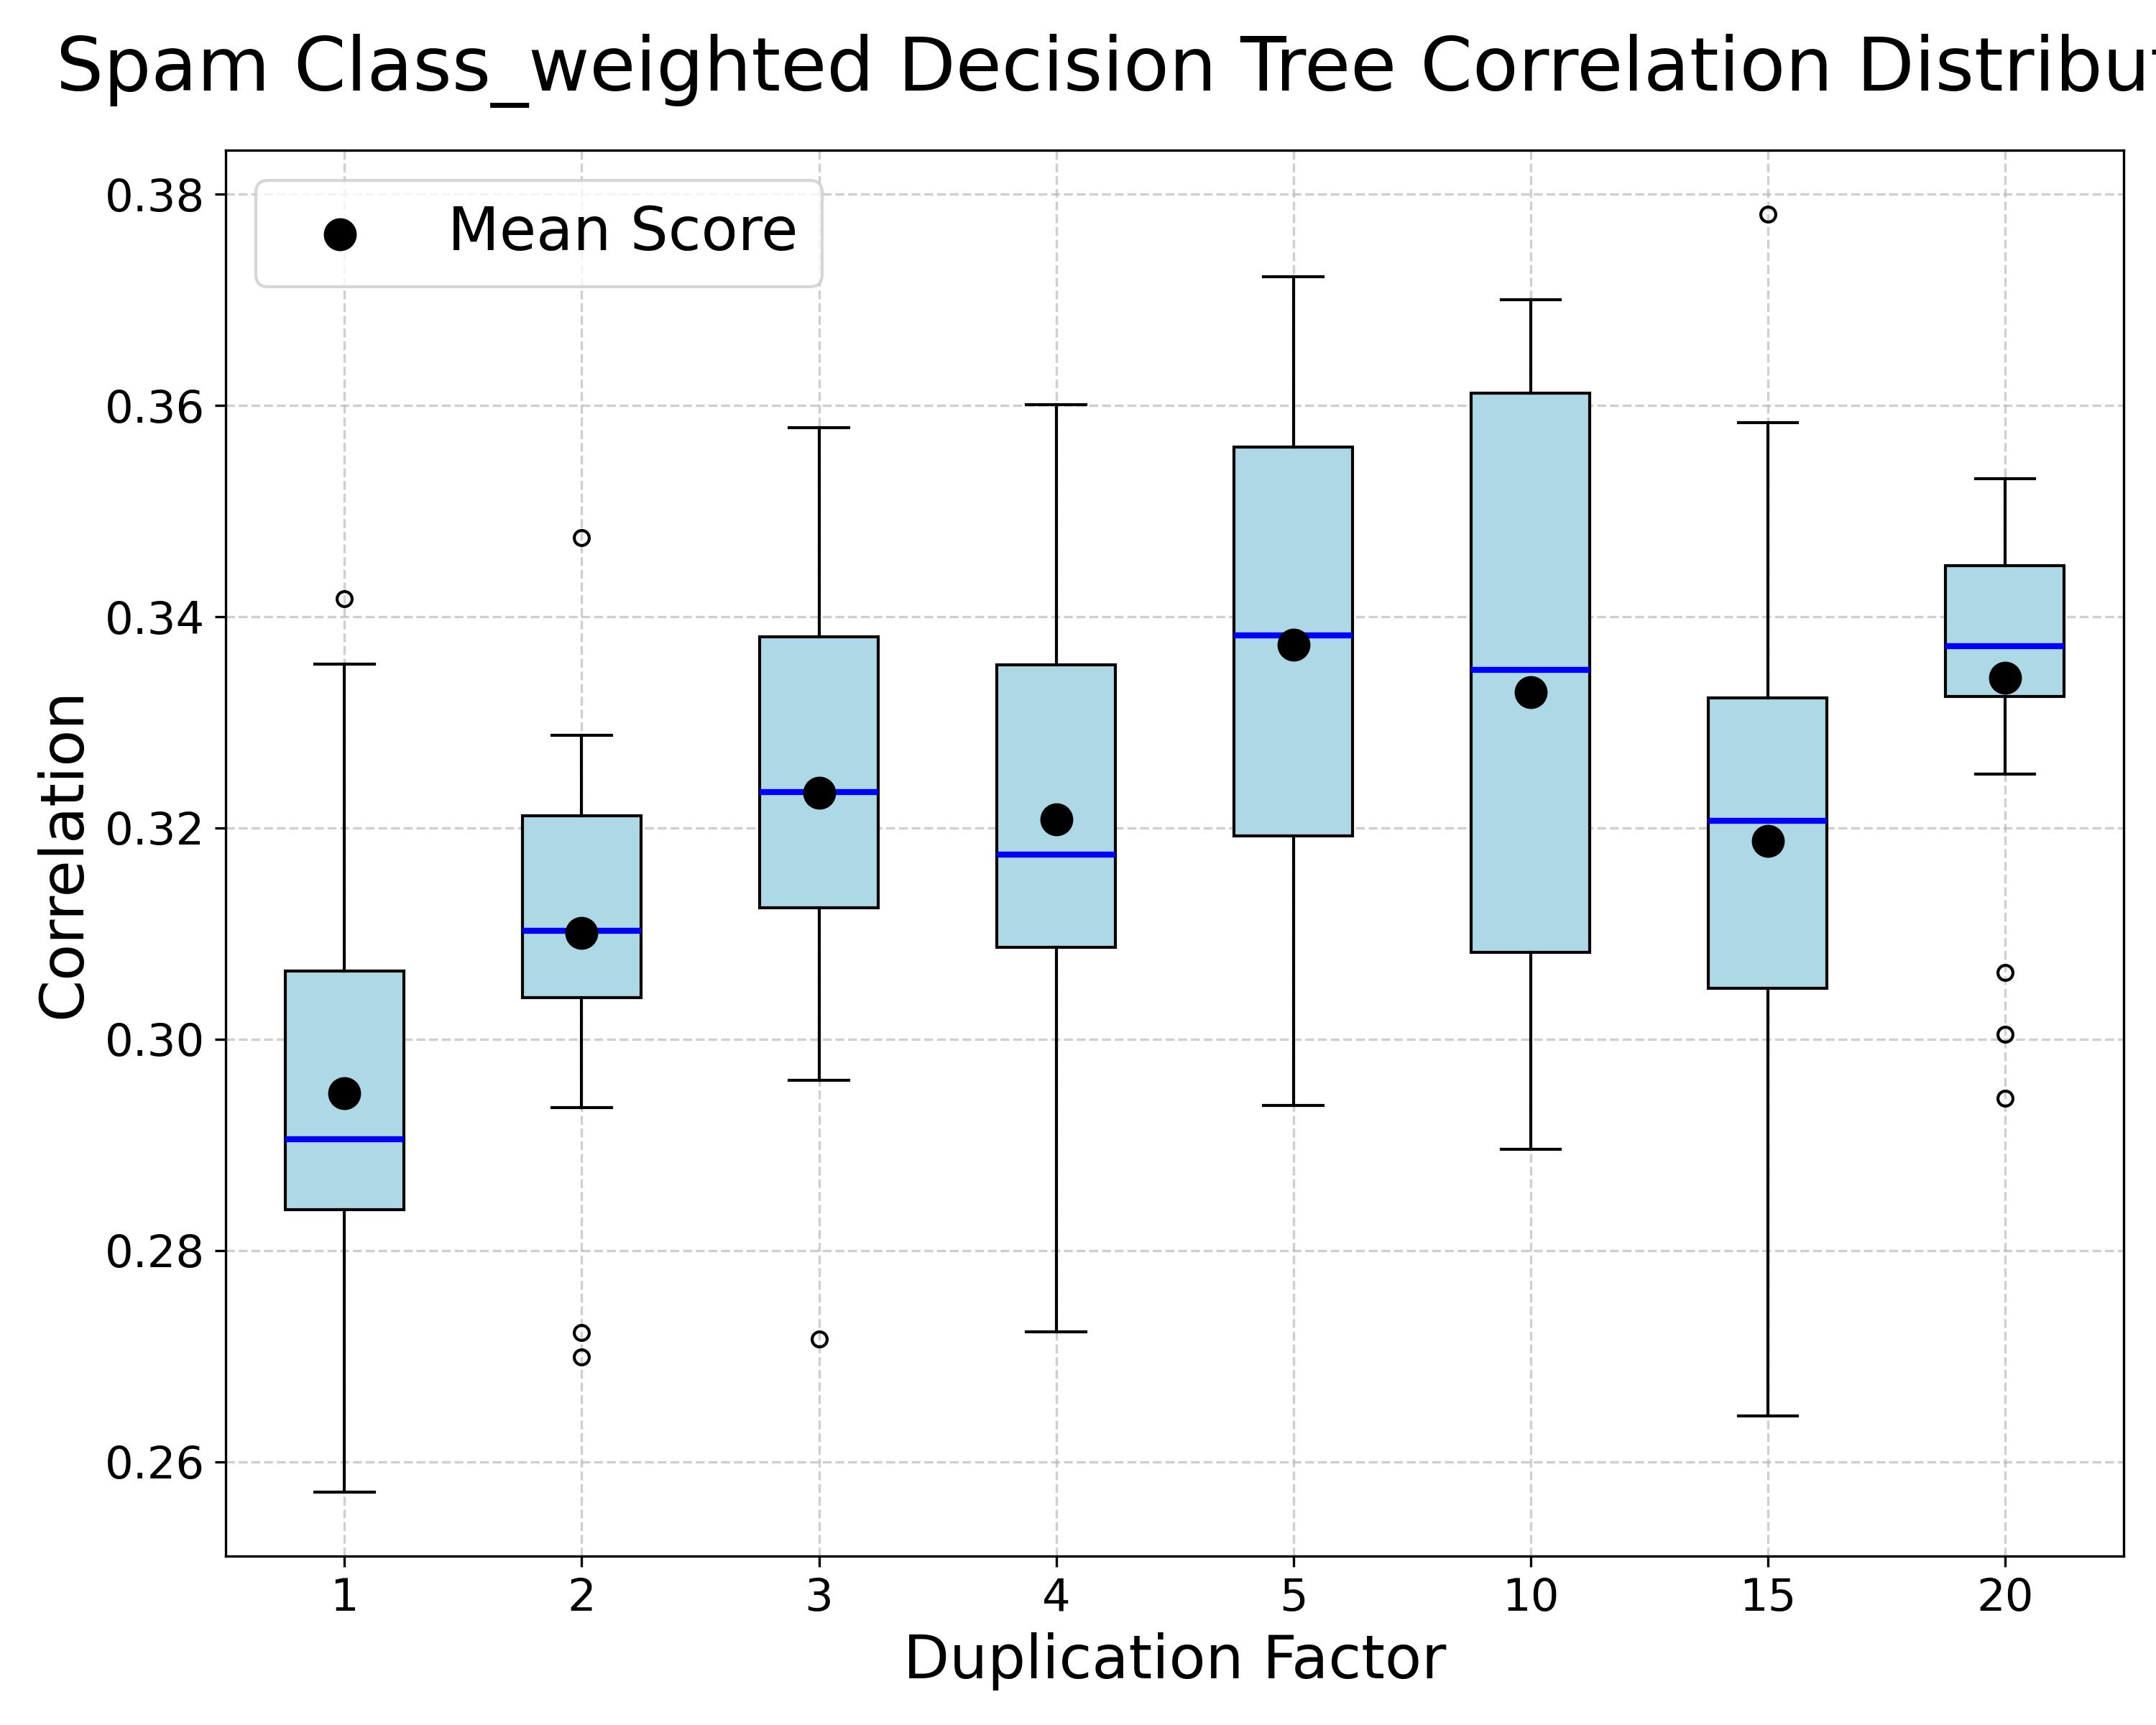 Spam Class_weighted Decision Tree Correlation Distribut
Mean Score
0.38
0.36
0.34
0.32
0.30
0.28
0.26
Correlation
1 2 3 4 5 10 15 20
Duplication Factor